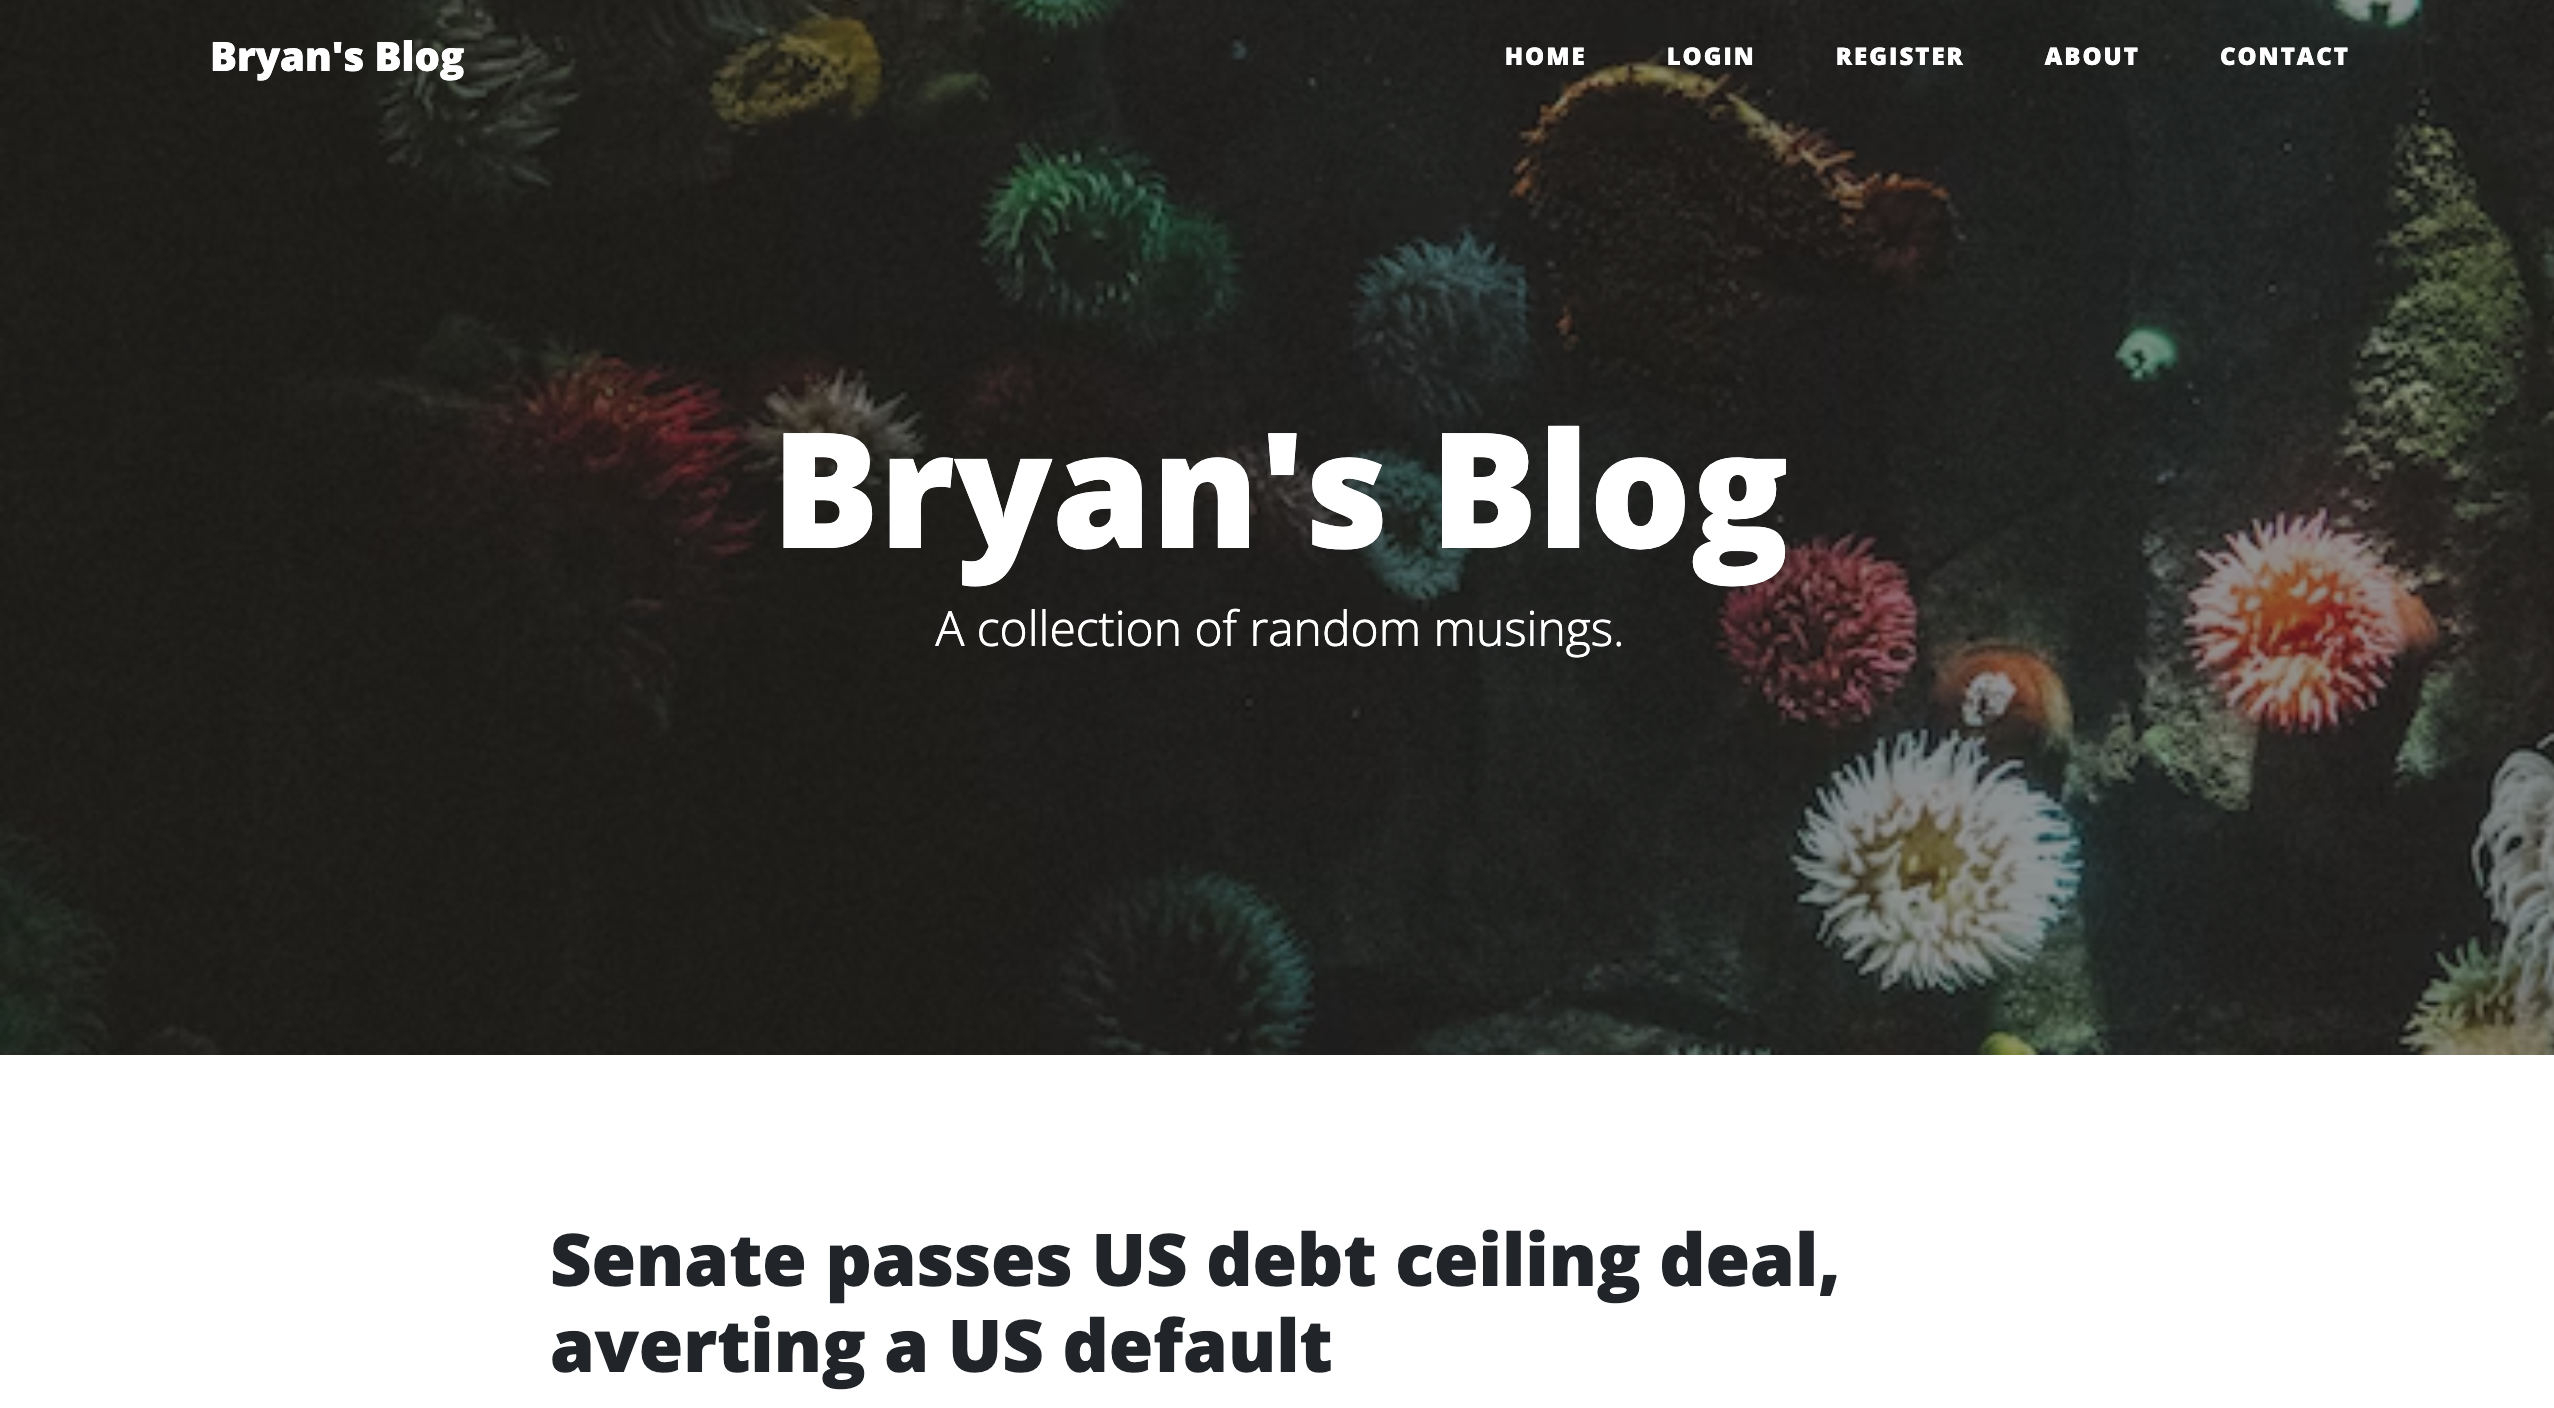 Bryan's Blog
HOME LOGIN REGISTER ABOUT CONTACT
Bryan's Blog
A collection of random musings.
Senate passes US debt ceiling deal,
averting a US default